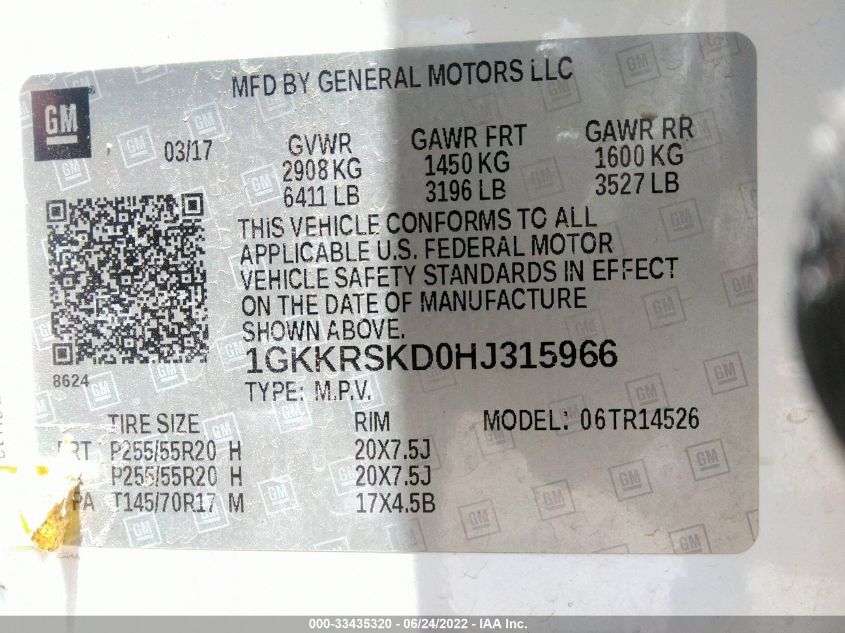 MFD BY GENERAL MOTORS LLC
GM
03/17 GVWR GAWR FRT GAWR RR
2908 KG 1450 KG 1600 KG
6411 LB 3196 LB 3527 LB
THIS VEHICLE CONFORMS TO ALL
APPLICABLE U.S. FEDERAL MOTOR
VEHICLE SAFETY STANDARDS IN EFFECT
ON THE DATE OF MANUFACTURE
SHOWN ABOVE.
8624
1GKKRSKD0HJ315966
TYPE: M.P.V.
TIRE SIZE RIM MODEL: 06TR14526
FRT P255/55R20 H 20X7.5J
P255/55R20 H 20X7.5J
PA T145/70R17 M 17X4.5B
000-33435320 - 06/24/2022 - IAA Inc.